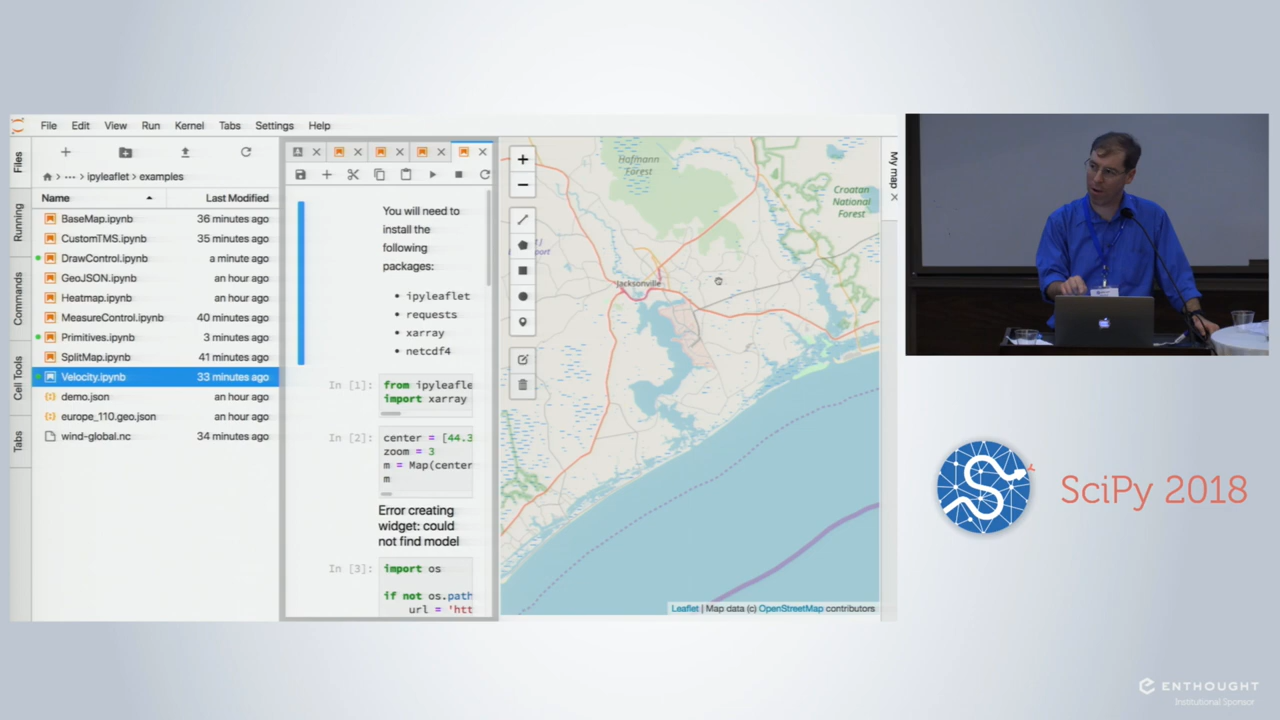 File Edit View Run Kernel Tabs Settings Help
Files
Running
Commands
Cell Tools
Tabs
ipyleaflet > examples
Name Last Modified
BaseMap.ipynb 36 minutes ago
CustomTMS.ipynb 35 minutes ago
DrawControl.ipynb a minute ago
GeoJSON.ipynb an hour ago
Heatmap.ipynb an hour ago
MeasureControl.ipynb 40 minutes ago
Primitives.ipynb 3 minutes ago
SplitMap.ipynb 41 minutes ago
Velocity.ipynb 33 minutes ago
demo.json an hour ago
europe_110.geo.json an hour ago
wind-global.nc 34 minutes ago
You will need to
install the
following
packages:
• ipyleaflet
• requests
• xarray
• netcdf4
In [1]: from ipyleafle
import xarray
In [2]: center = [44.3
zoom = 3
m = Map(center
m
Error creating
widget: could
not find model
In [3]: import os
if not os.path
url = 'htt
+
−
Hofmann
Forest
Croatan
National
Forest
Jacksonville
Leaflet | Map data (c) OpenStreetMap contributors
My map
SciPy 2018
ENTHOUGHT
Institutional Sponsor